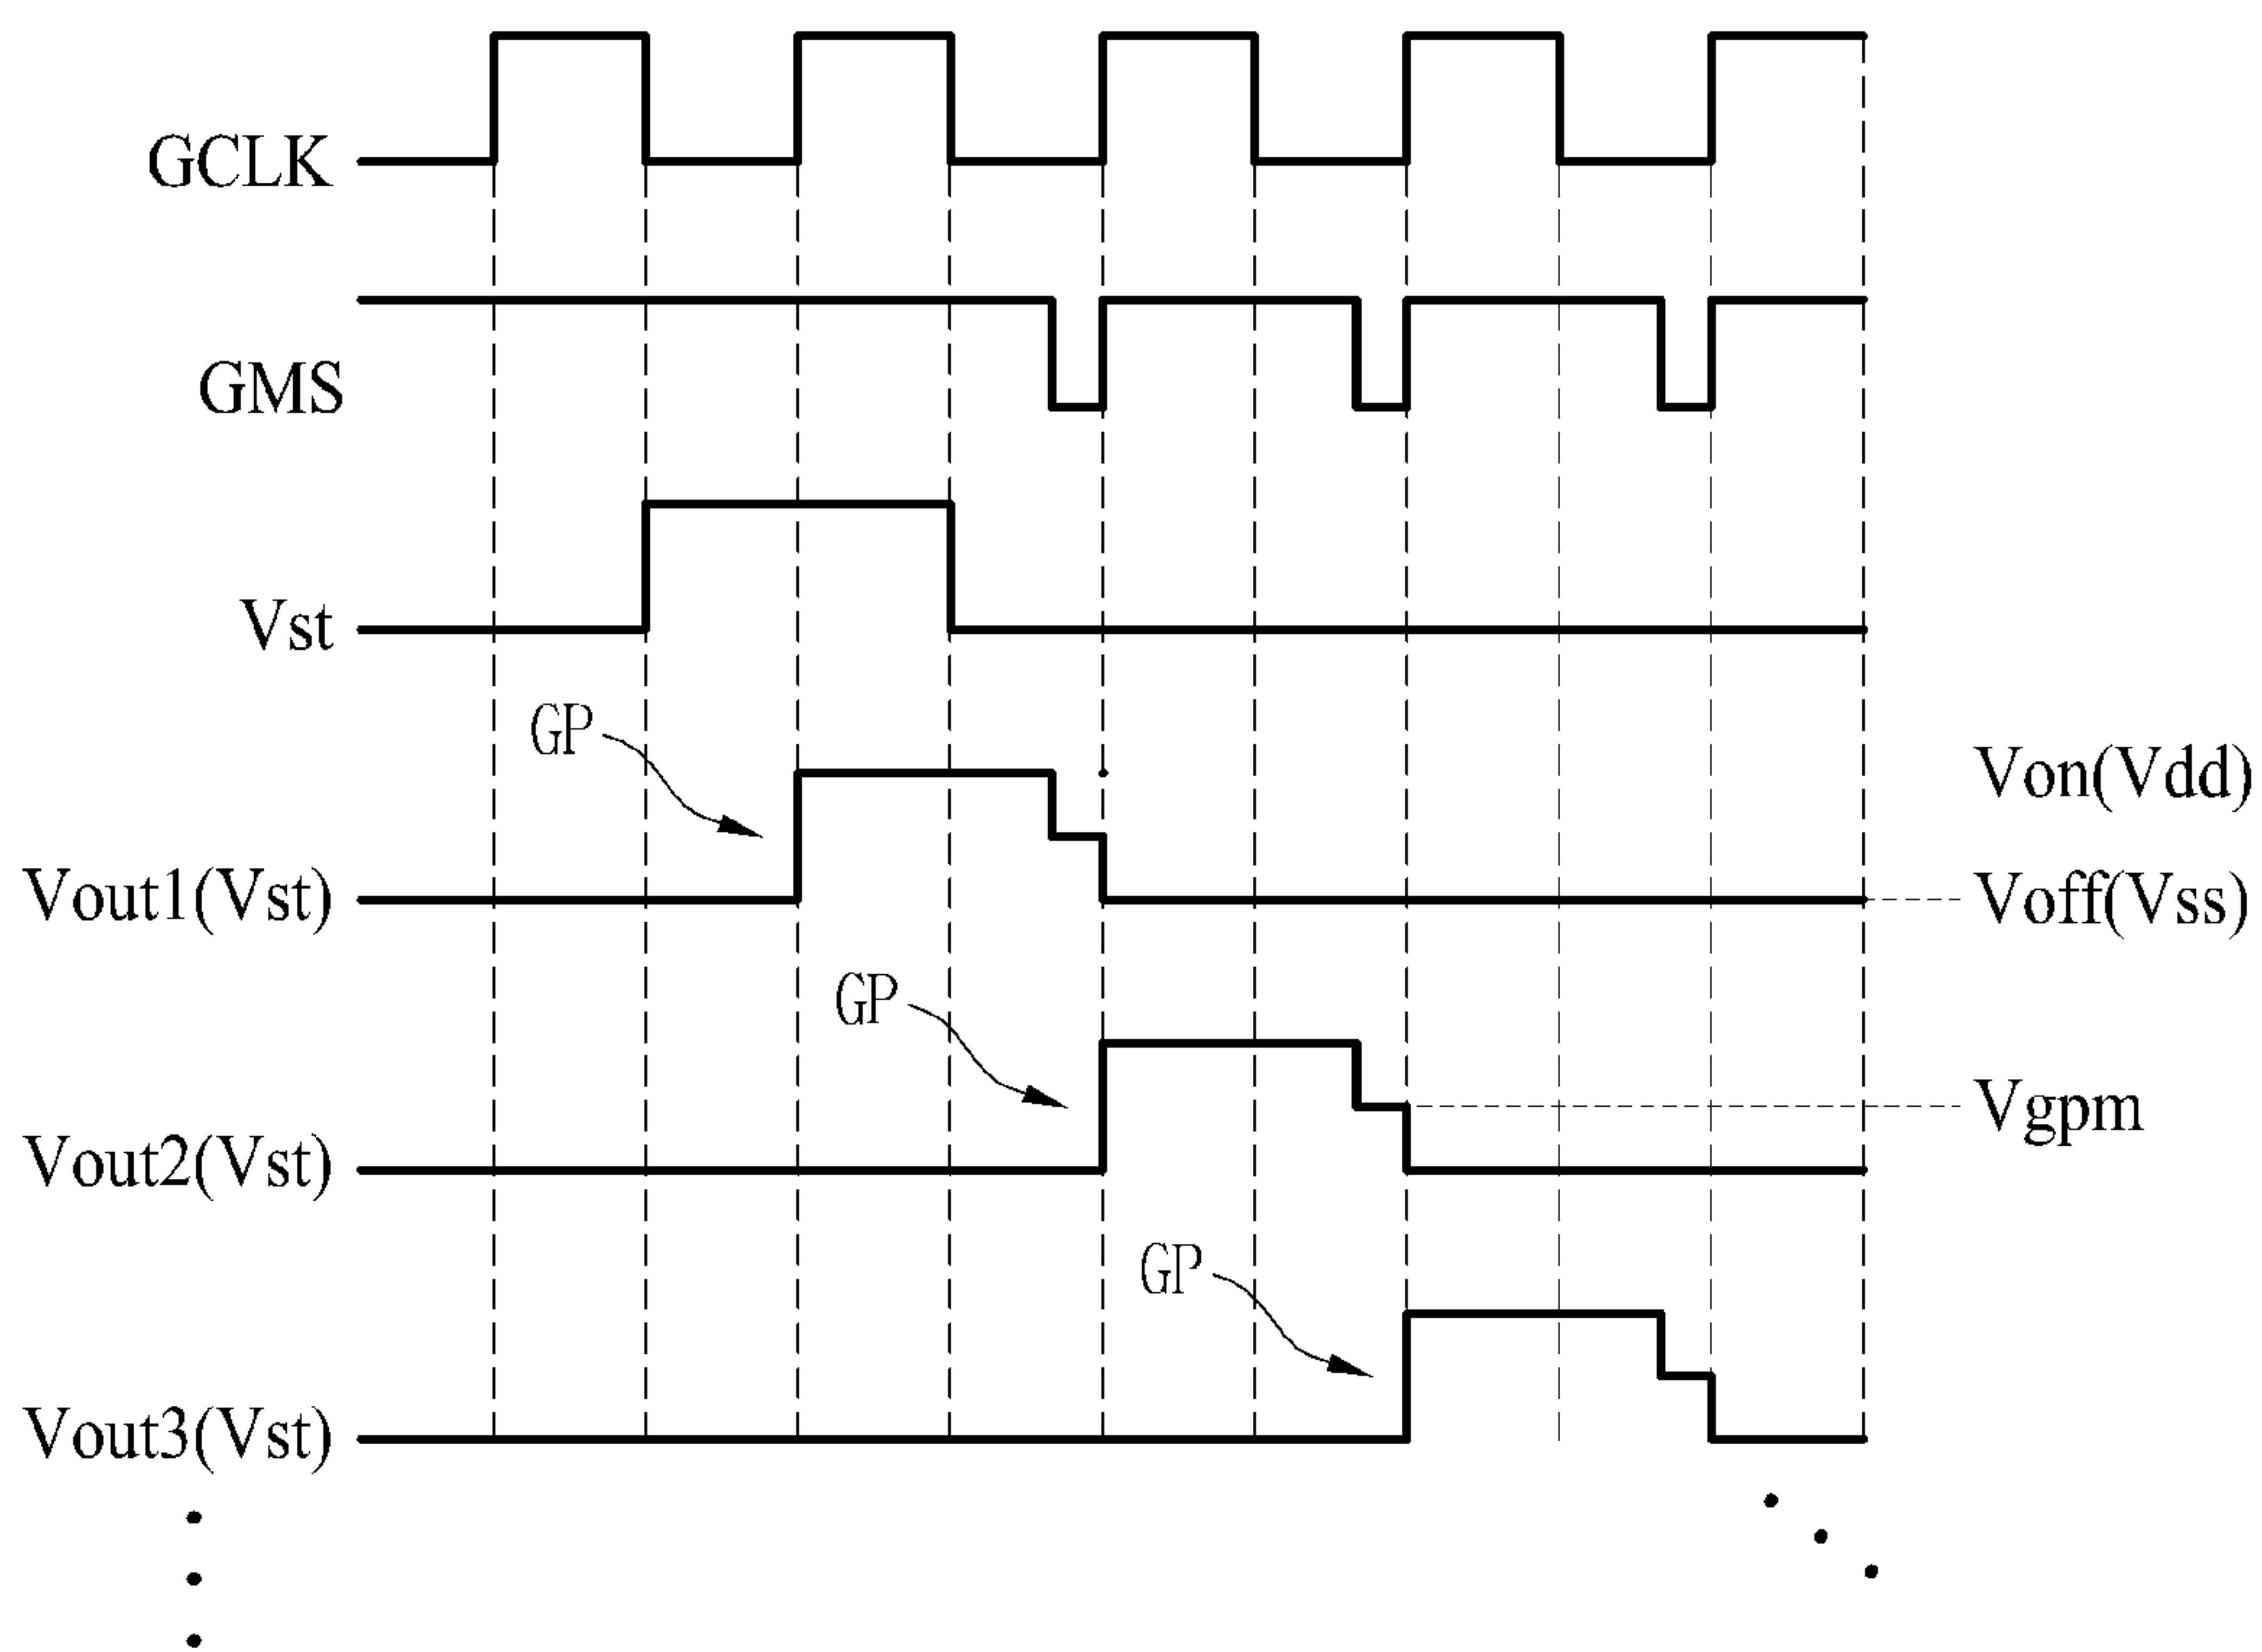 GCLK
GMS
Vst
GP
Von(Vdd)
Vout1(Vst)
Voff(Vss)
GP
Vgpm
Vout2(Vst)
GP
Vout3(Vst)